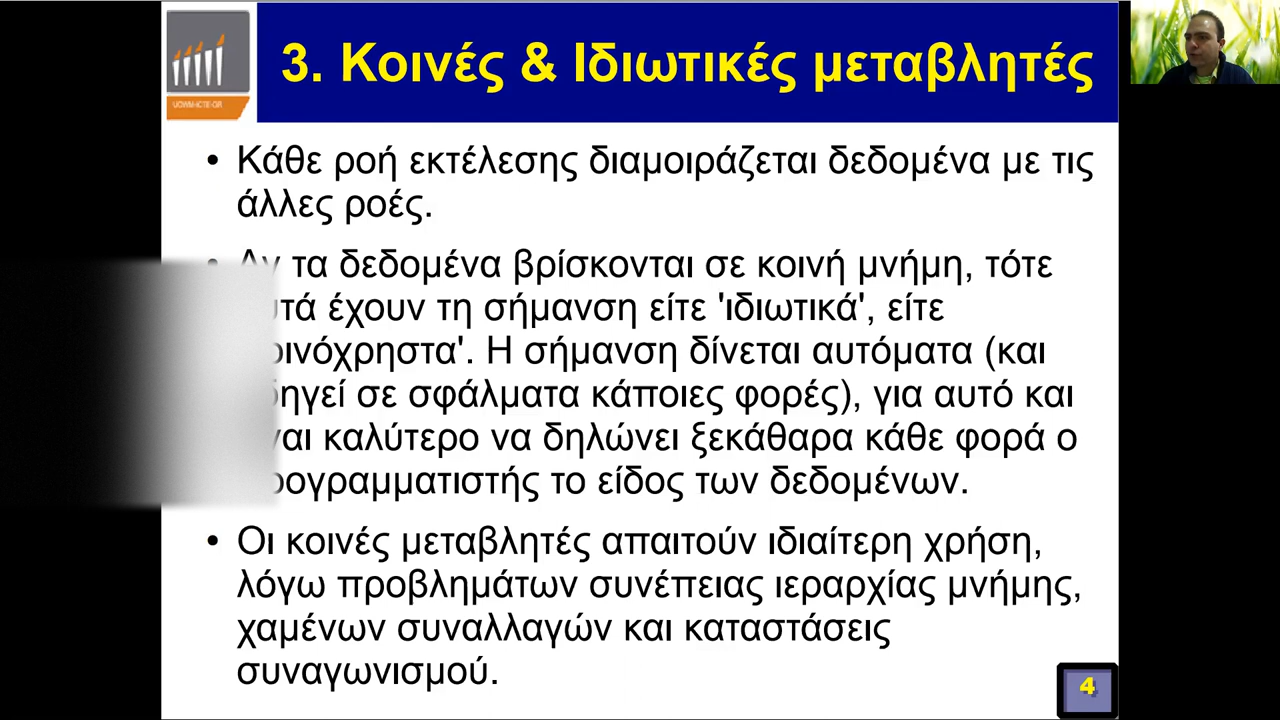 3. Κοινές & Ιδιωτικές μεταβλητές
UOWM-ICTE-GR
• Κάθε ροή εκτέλεσης διαμοιράζεται δεδομένα με τις
άλλες ροές.
τα δεδομένα βρίσκονται σε κοινή μνήμη, τότε
έχουν τη σήμανση είτε 'ιδιωτικά', είτε
Η σήμανση δίνεται αυτόματα (και
σε σφάλματα κάποιες φορές), για αυτό και
καλύτερο να δηλώνει ξεκάθαρα κάθε φορά ο
το είδος των δεδομένων.
• Οι κοινές μεταβλητές απαιτούν ιδιαίτερη χρήση,
λόγω προβλημάτων συνέπειας ιεραρχίας μνήμης,
χαμένων συναλλαγών και καταστάσεις
συναγωνισμού.
4